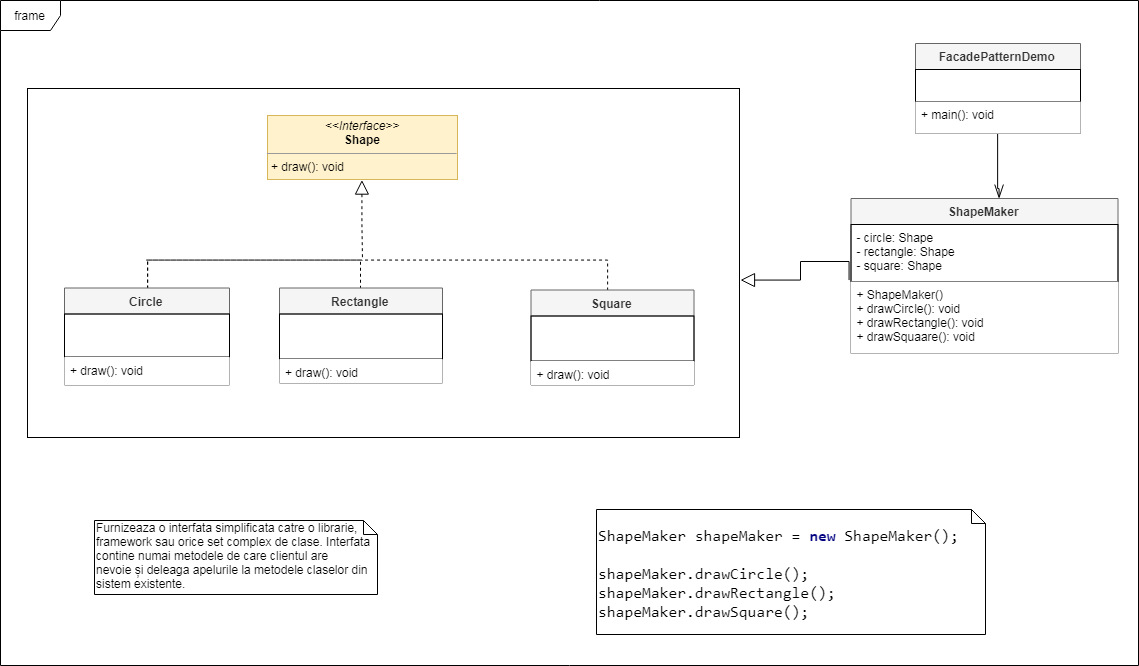 frame
FacadePatternDemo
+ main(): void
<<Interface>>
Shape
+ draw(): void
ShapeMaker
- circle: Shape
- rectangle: Shape
- square: Shape
+ ShapeMaker()
+ drawCircle(): void
+ drawRectangle(): void
+ drawSquaare(): void
Circle
+ draw(): void
Rectangle
+ draw(): void
Square
+ draw(): void
Furnizeaza o interfata simplificata catre o librarie,
framework sau orice set complex de clase. Interfata
contine numai metodele de care clientul are
nevoie și deleaga apelurile la metodele claselor din
sistem existente.
ShapeMaker shapeMaker = new ShapeMaker();
shapeMaker.drawCircle();
shapeMaker.drawRectangle();
shapeMaker.drawSquare();